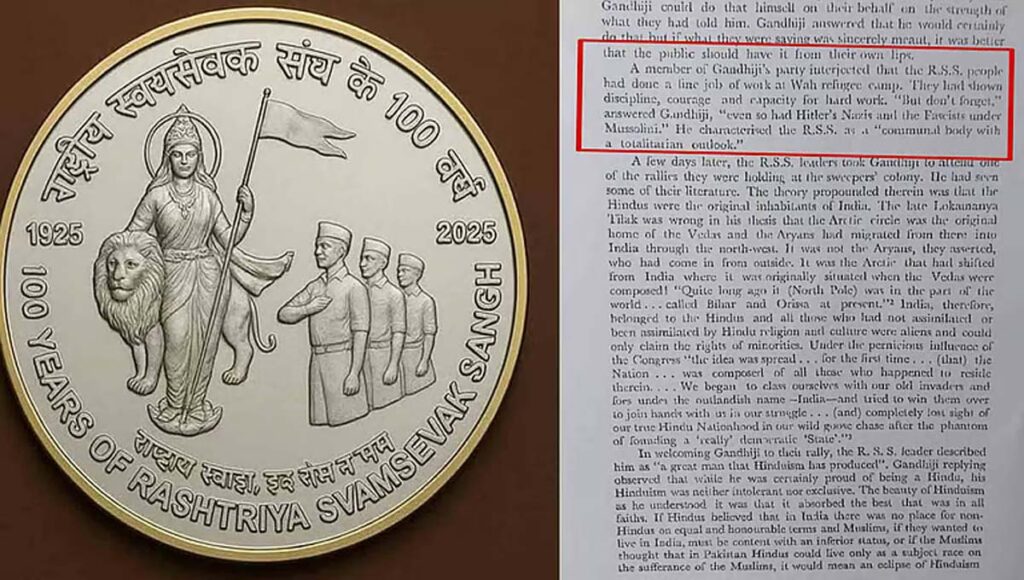 राष्ट्रीय स्वयसेवक संघ के 100 वर्ष
1925
2025
न मम
100 YEARS OF RASHTRIYA SVAMSEVAK SANGH
Gandhiji could do that himself on their behalf on the strength of
what they had told him. Gandhiji answered that he would certainly
do that but if what they were saying was sincerely meant, it was better
that the public should have it from their own lips.
A member of Gandhiji's party interjected that the R.S.S. people
had done a fine job of work at Wah refugee camp. They had shown
discipline, courage and capacity for hard work. "But don't forget,"
answered Gandhiji, "even so had Hitler's Nazis and the Fascists under
Mussolini." He characterised the R.S.S. as a "communal body with
a totalitarian outlook."
A few days later, the R.S.S. leaders took Gandhiji to attend one
of the rallies they were holding at the sweepers' colony. He had seen
some of their literature. The theory propounded therein was that the
Hindus were the original inhabitants of India. The late Lokamanya
Tilak was wrong in his thesis that the Arctic circle was the original
home of the Vedas and the Aryans had migrated from there into
India through the north-west. It was not the Aryans, they asserted,
who had come from outside. It was the Arctic that had shifted
from India where it was originally situated when the Vedas were
composed! "Quite long ago it (North Pole) was in the part of the
world . . . called Bihar and Orissa at present."² India, therefore,
belonged to the Hindus and all those who had not assimilated or
been assimilated by Hindu religion and culture were aliens and could
only claim the rights of minorities. Under the pernicious influence of
the Congress "the idea was spread . . . for the first time . . . (that) the
Nation . . . was composed of all those who happened to reside
therein. . . . We began to class ourselves with our old invaders and
foes under the outlandish name —India—and tried to win them over
to join hands with us in our struggle . . . (and) completely lost sight of
our true Hindu Nationhood in our wild goose chase after the phantom
of founding a 'really' democratic 'State'."³
In welcoming Gandhiji to their rally, the R. S. S. leader described
him as "a great man that Hinduism has produced". Gandhiji replying
observed that while he was certainly proud of being a Hindu, his
Hinduism was neither intolerant nor exclusive. The beauty of Hinduism
as he understood it was that it absorbed the best that was in all
faiths. If Hindus believed that in India there was no place for non-
Hindus on equal and honourable terms and Muslims, if they wanted to
live in India, must be content with an inferior status, or if the Muslims
thought that in Pakistan Hindus could live only as a subject race on
the sufferance of the Muslims, it would mean an eclipse of Hinduism